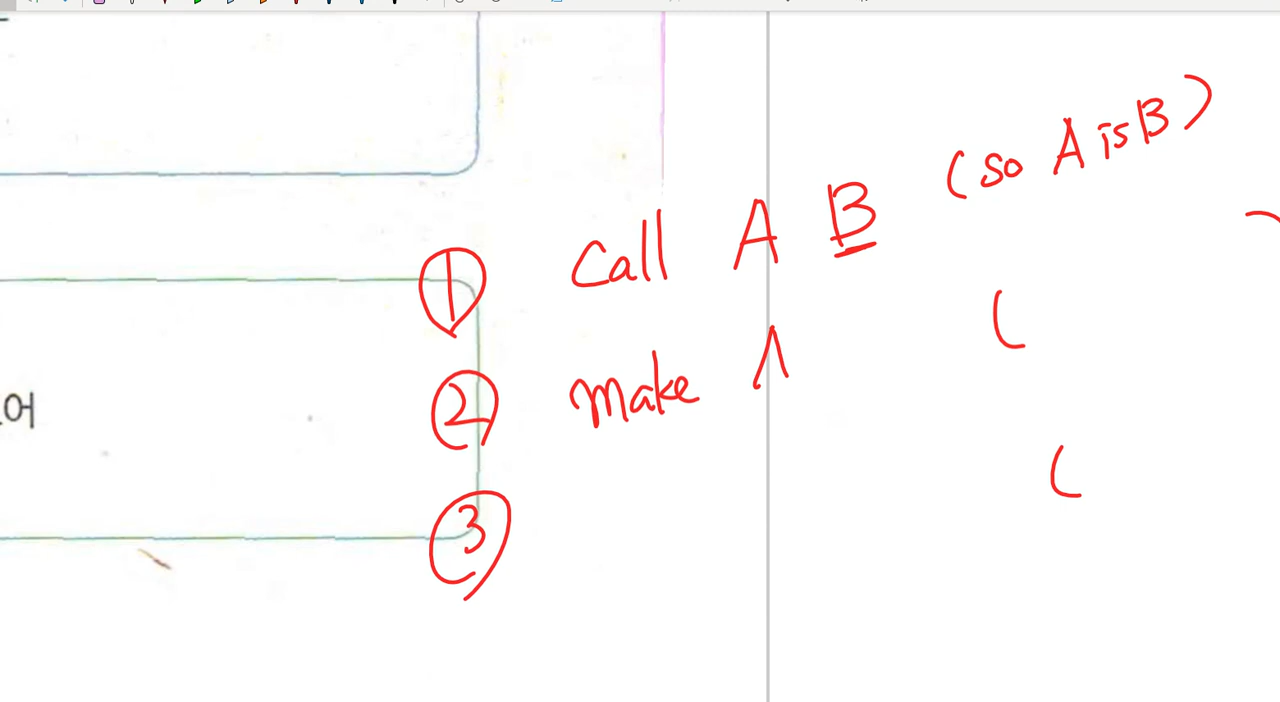 ① call A B (so A is B)
② make
어
③